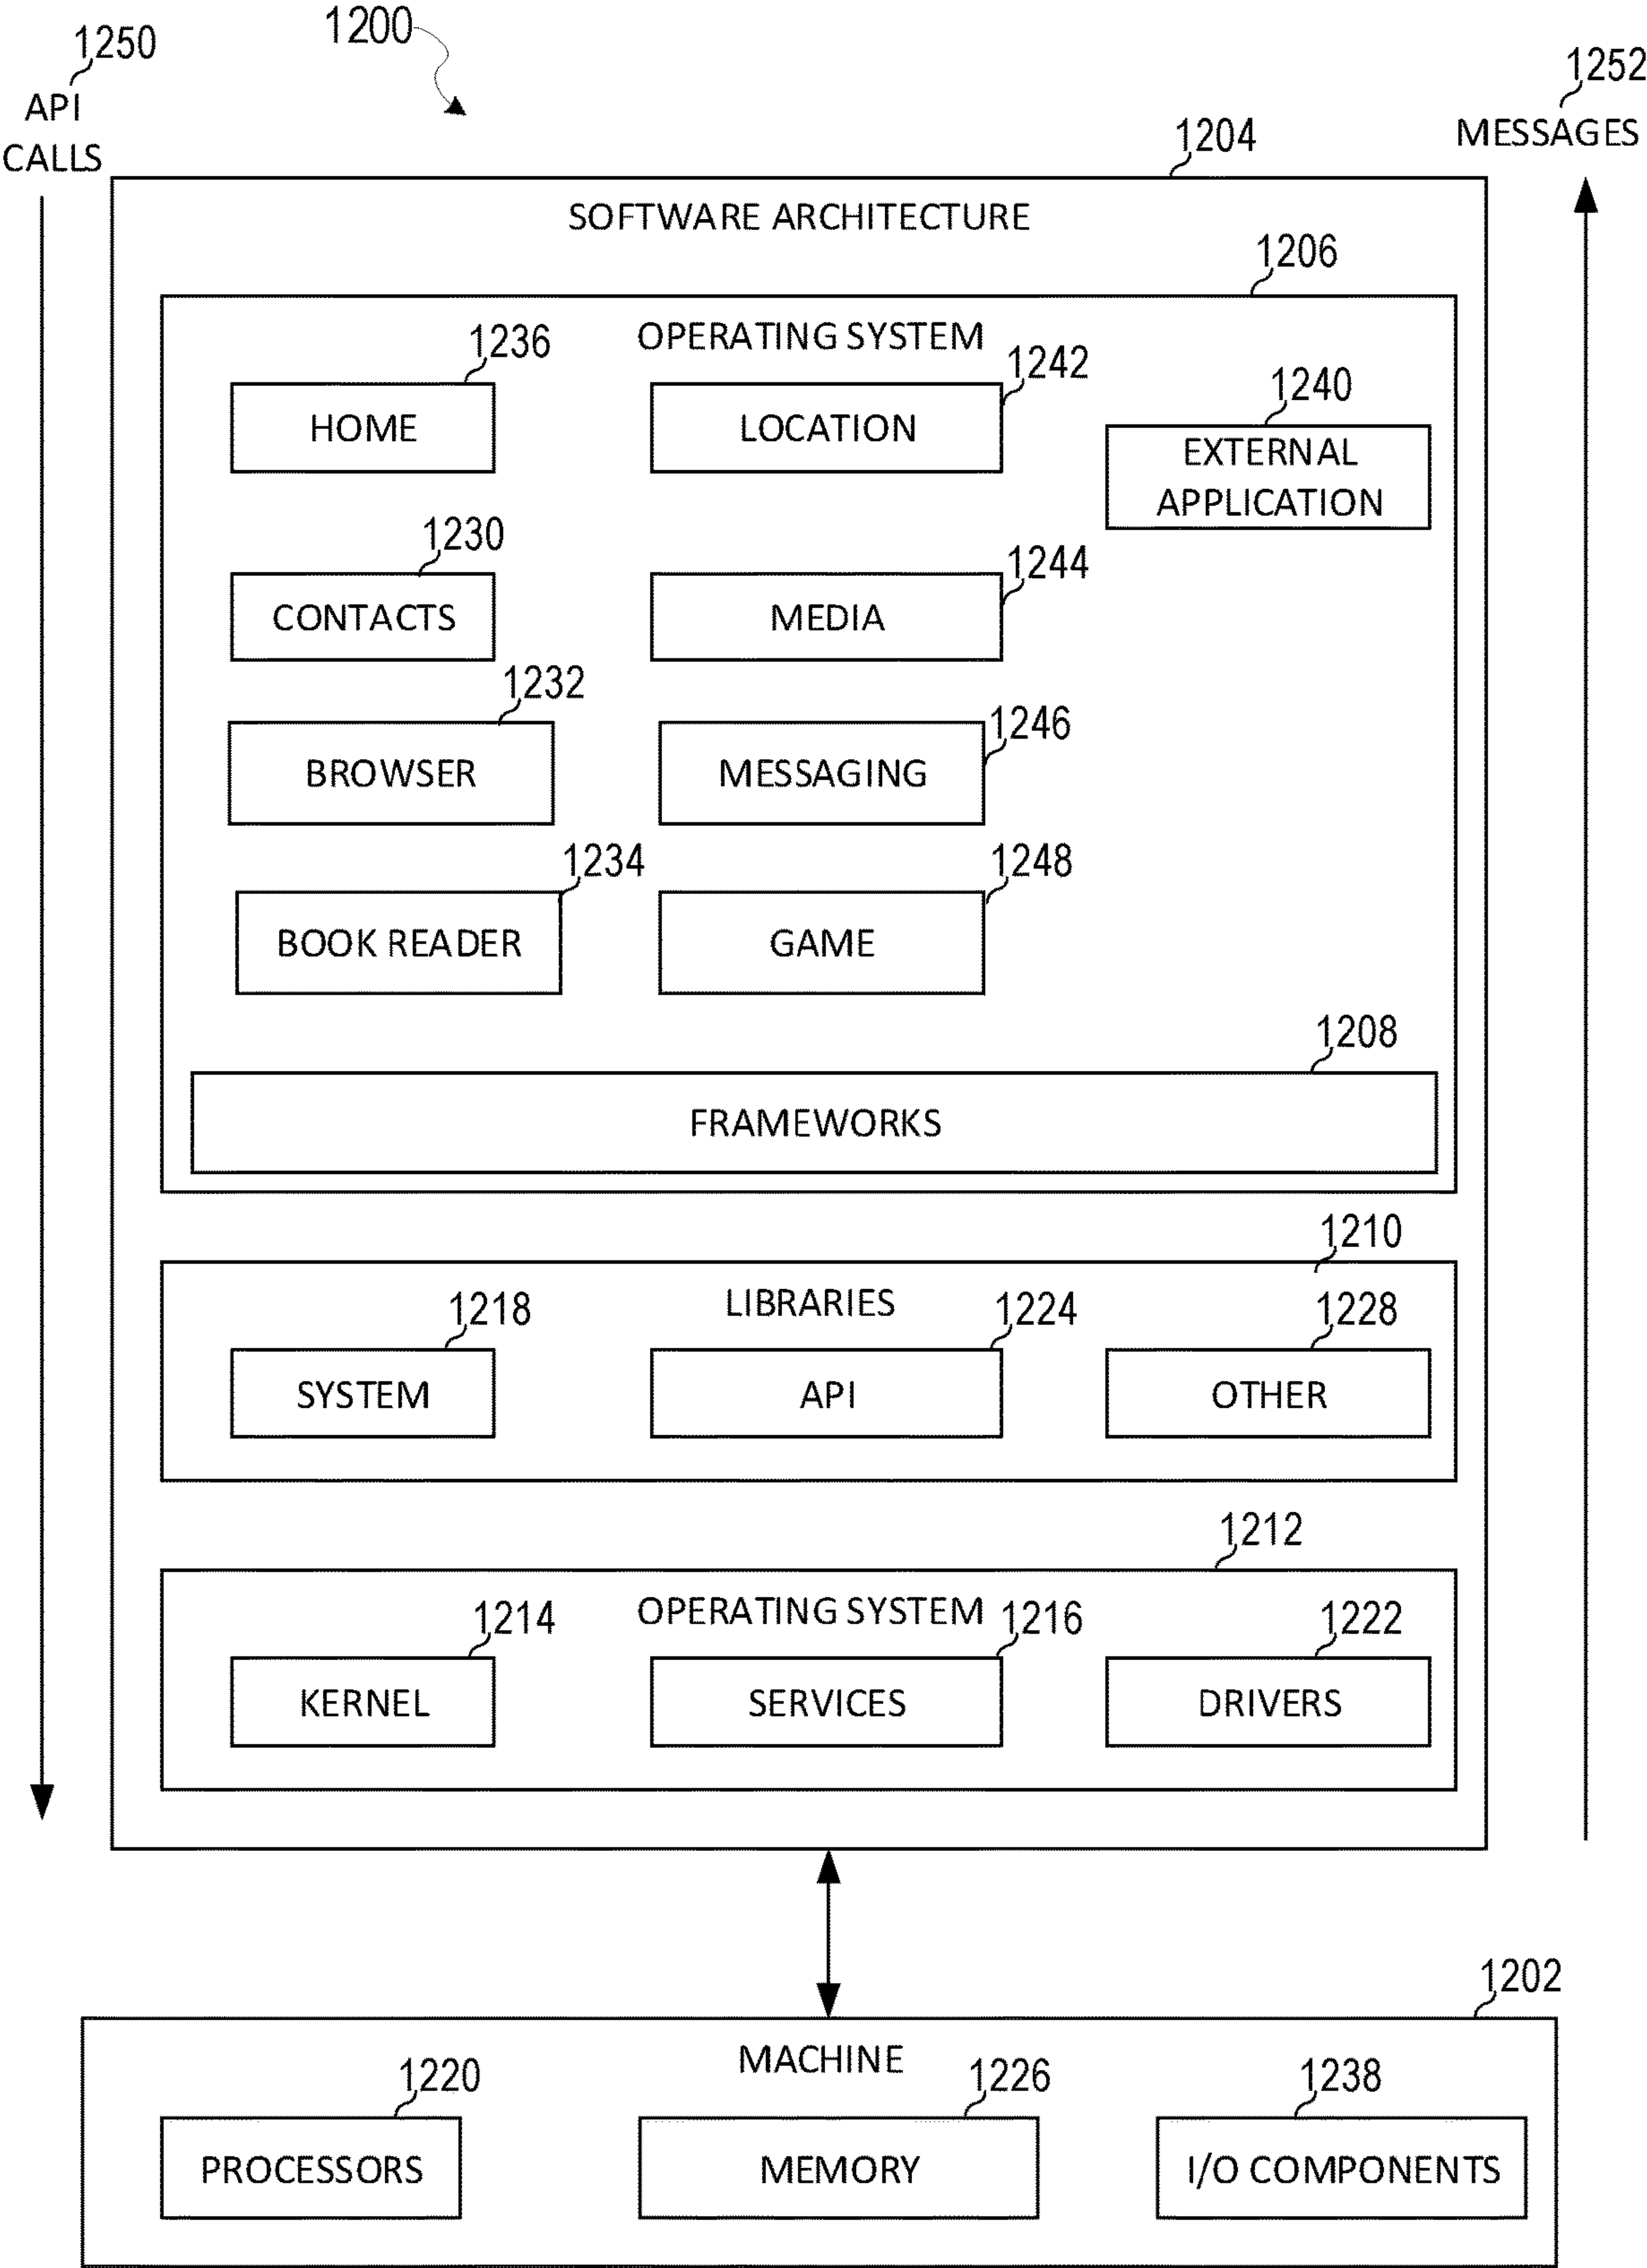 1250
1200
1252
API
CALLS
MESSAGES
1204
SOFTWARE ARCHITECTURE
1206
OPERATING SYSTEM
1236
1242
1240
HOME
LOCATION
EXTERNAL
APPLICATION
1230
1244
CONTACTS
MEDIA
1232
1246
BROWSER
MESSAGING
1234
1248
BOOK READER
GAME
1208
FRAMEWORKS
1210
LIBRARIES
1218
1224
1228
SYSTEM
API
OTHER
1212
OPERATING SYSTEM
1214
1216
1222
KERNEL
SERVICES
DRIVERS
1202
MACHINE
1220
1226
1238
PROCESSORS
MEMORY
I/O COMPONENTS